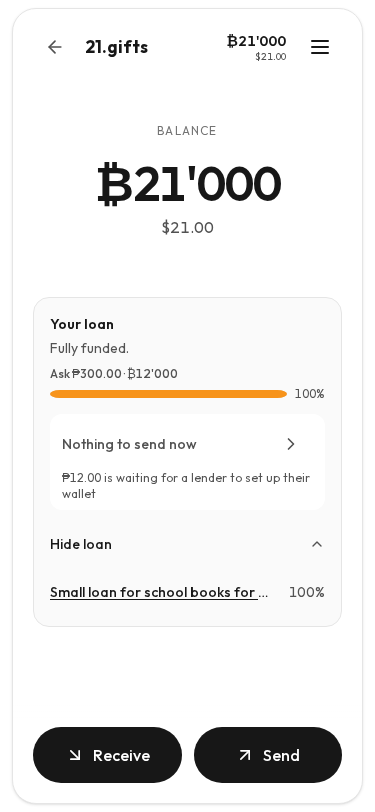 21.gifts
₿21'000
$21.00
BALANCE
₿21'000
$21.00
Your loan
Fully funded.
Ask ₱300.00 · ₿12'000
100%
Nothing to send now
₱12.00 is waiting for a lender to set up their
wallet
Hide loan
Small loan for school books for ...
100%
Receive
Send